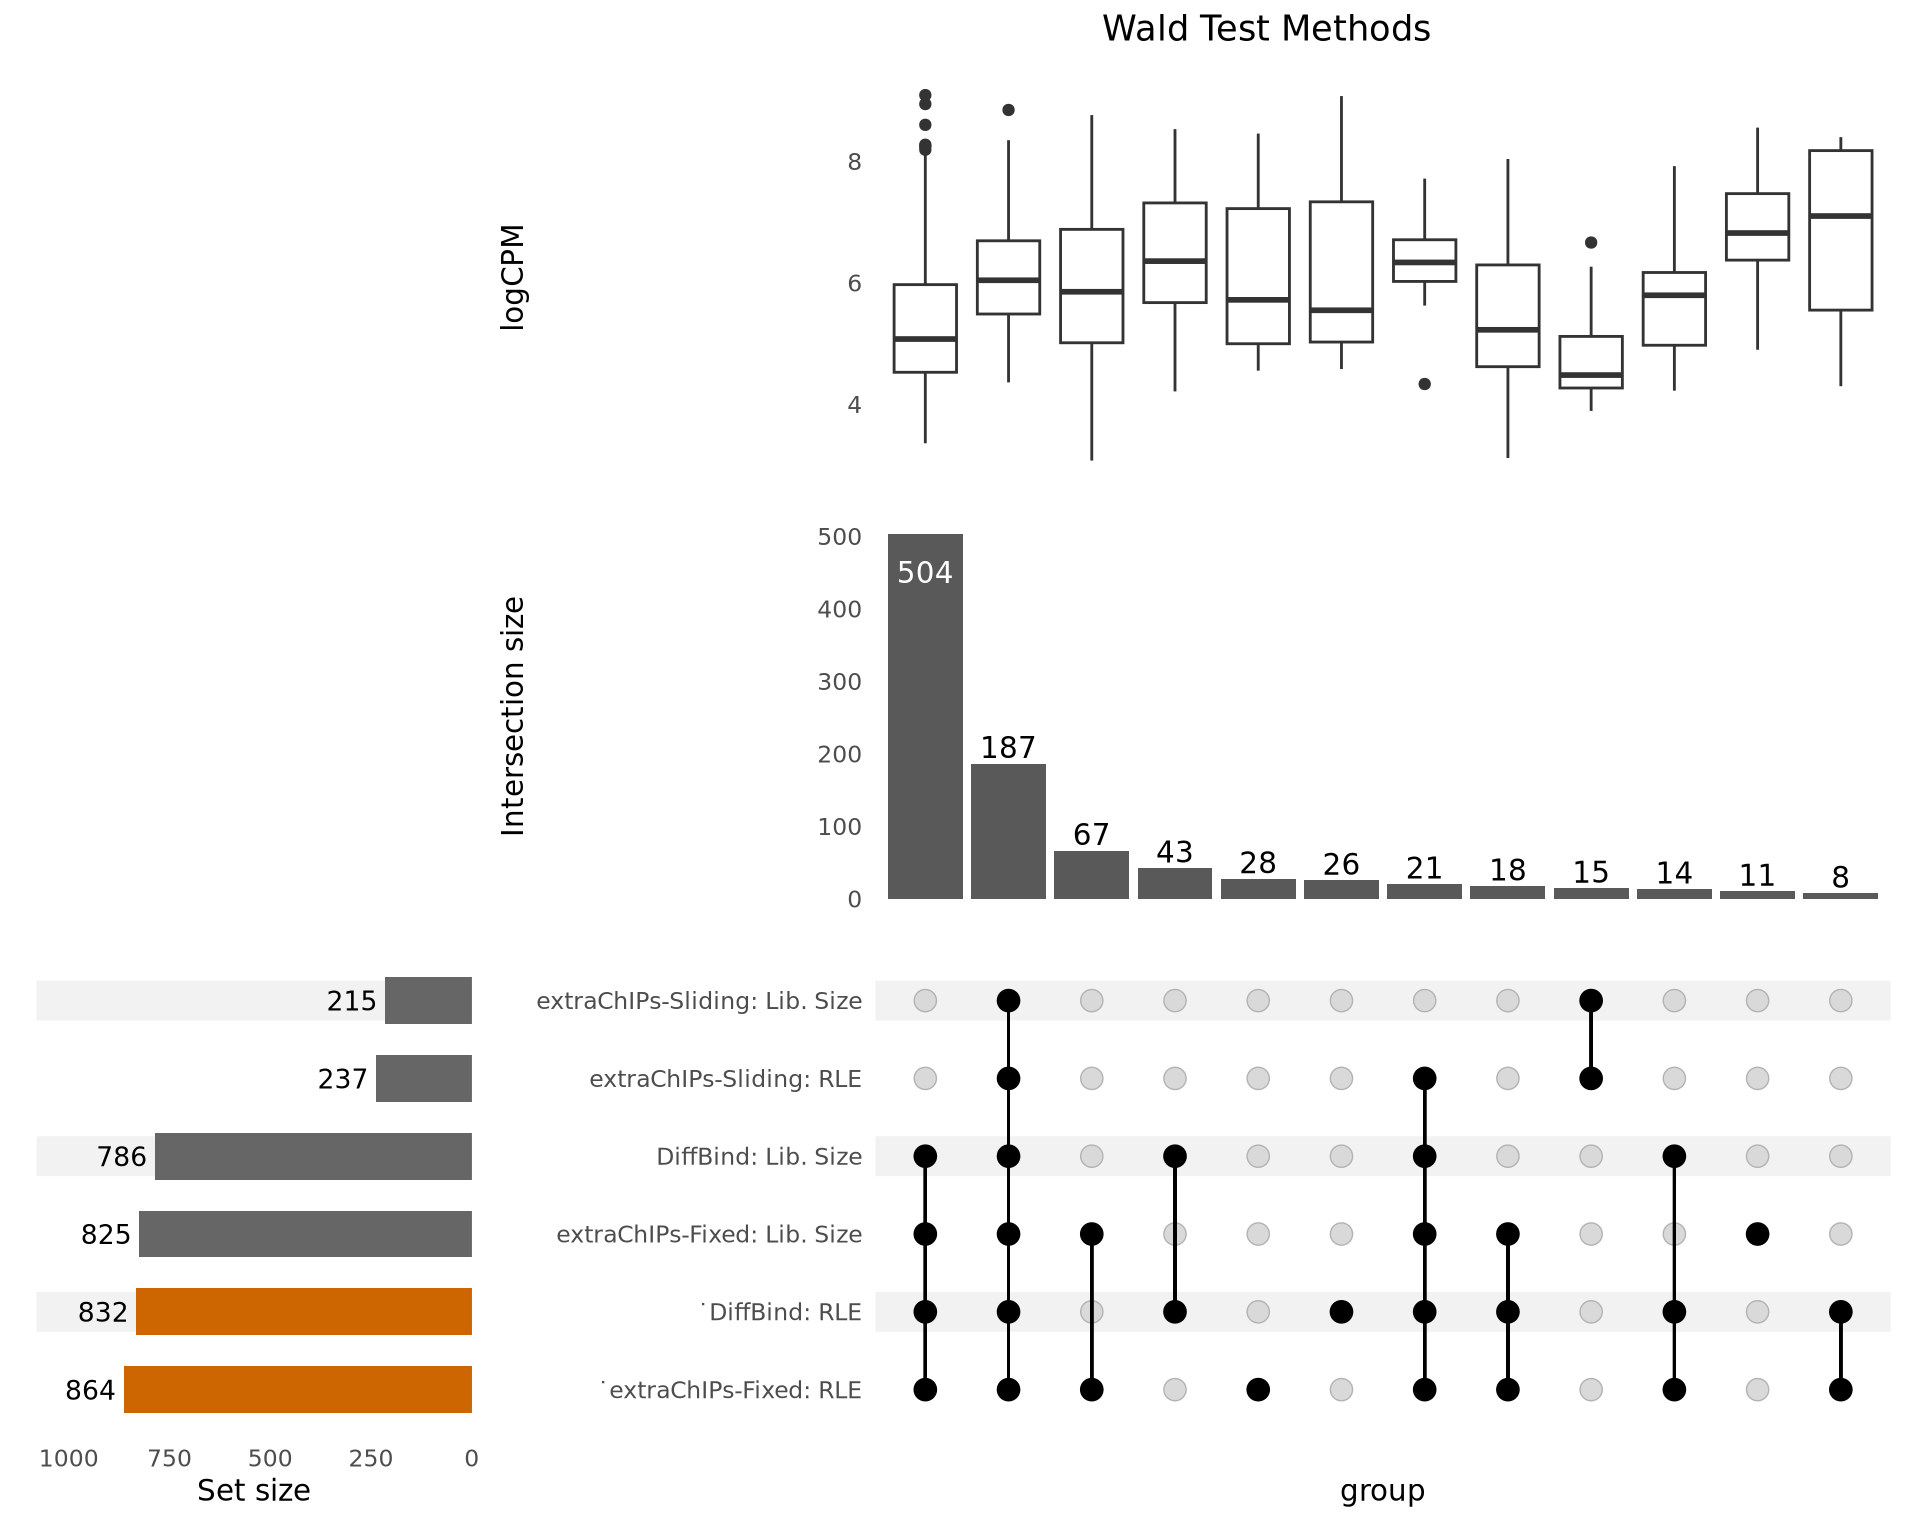 Wald Test Methods
logCPM
8
6
4
Intersection size
500
400
300
200
100
0
504
187
67
43
28
26
21
18
15
14
11
8
215
extraChIPs-Sliding: Lib. Size
237
extraChIPs-Sliding: RLE
786
DiffBind: Lib. Size
825
extraChIPs-Fixed: Lib. Size
832
˙DiffBind: RLE
864
˙extraChIPs-Fixed: RLE
1000 750 500 250 0
Set size
group